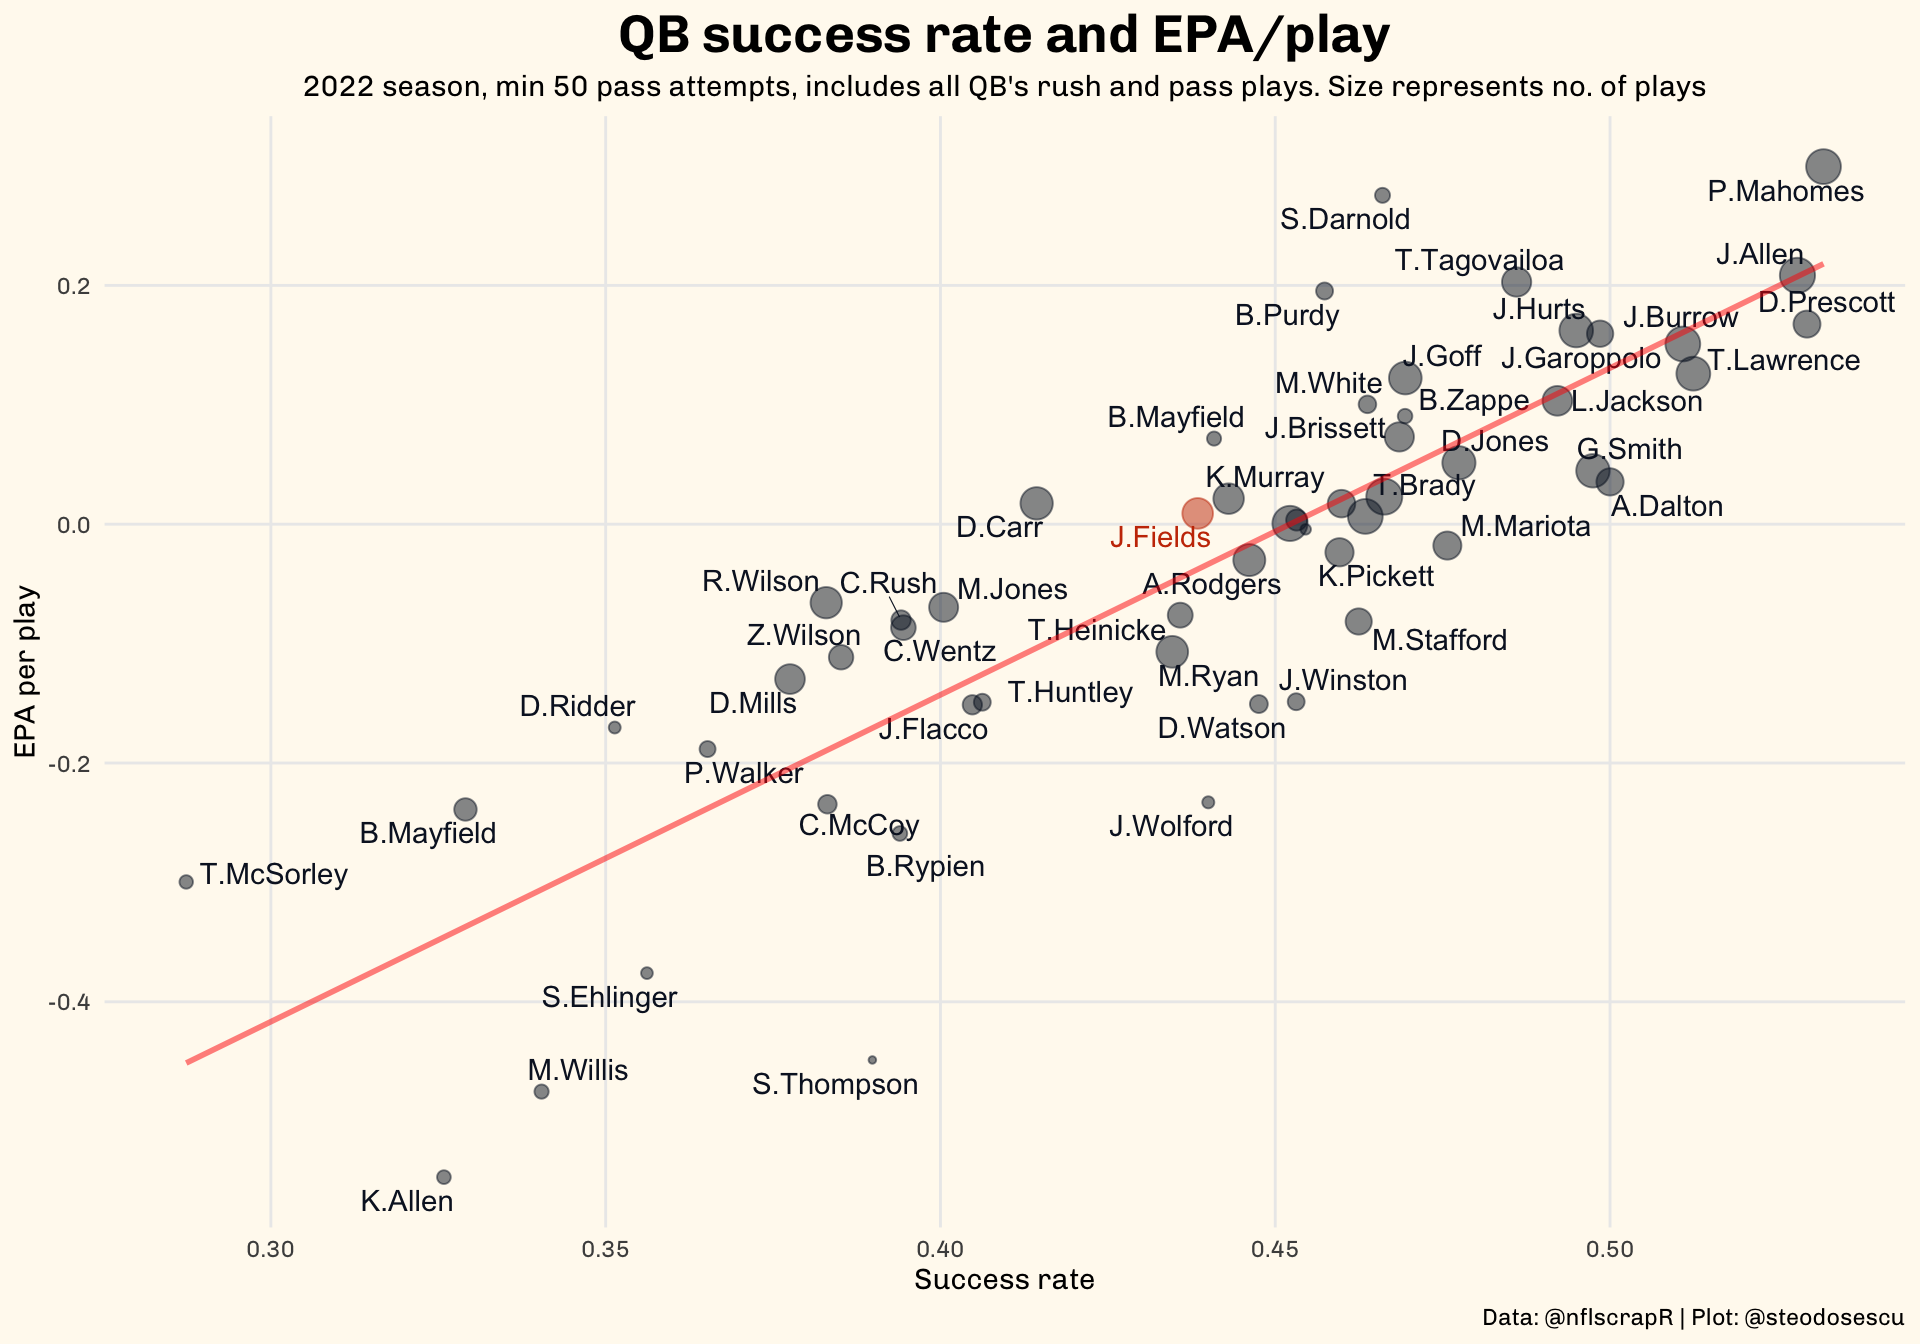 QB success rate and EPA/play
2022 season, min 50 pass attempts, includes all QB's rush and pass plays. Size represents no. of plays
P.Mahomes
S.Darnold
J.Allen
T.Tagovailoa
0.2
D.Prescott
B.Purdy
J.Hurts
J.Burrow
J.Goff
J.Garoppolo
T.Lawrence
M.White
B.Zappe
L.Jackson
B.Mayfield
J.Brissett
D.Jones
G.Smith
K.Murray
T.Brady
A.Dalton
0.0
D.Carr
J.Fields
M.Mariota
R.Wilson
C.Rush
M.Jones
A.Rodgers
K.Pickett
Z.Wilson
C.Wentz
T.Heinicke
M.Stafford
M.Ryan
J.Winston
D.Ridder
D.Mills
T.Huntley
J.Flacco
D.Watson
-0.2
P.Walker
B.Mayfield
C.McCoy
J.Wolford
B.Rypien
T.McSorley
-0.4
S.Ehlinger
M.Willis
S.Thompson
K.Allen
EPA per play
0.30
0.35
0.40
0.45
0.50
Success rate
Data: @nflscrapR | Plot: @steodosescu